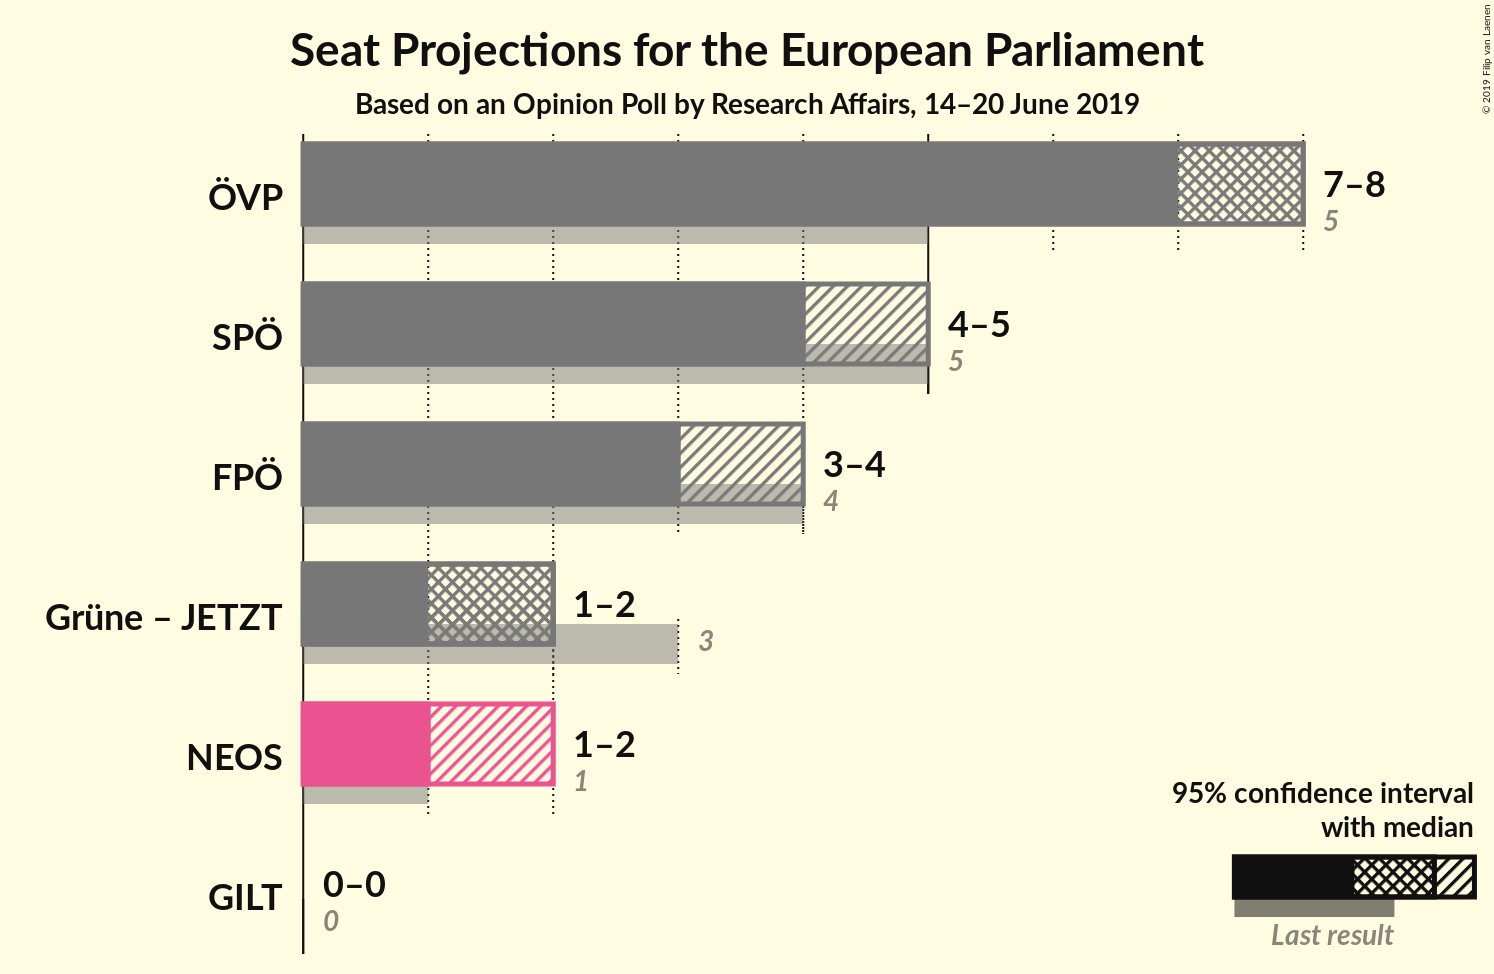 Seat Projections for the European Parliament
Based on an Opinion Poll by Research Affairs, 14–20 June 2019
© 2019 Filip van Laenen
ÖVP
7–8
5
SPÖ
4–5
5
FPÖ
3–4
4
Grüne – JETZT
1–2
3
NEOS
1–2
1
GILT
0–0
0
95% confidence interval
with median
Last result